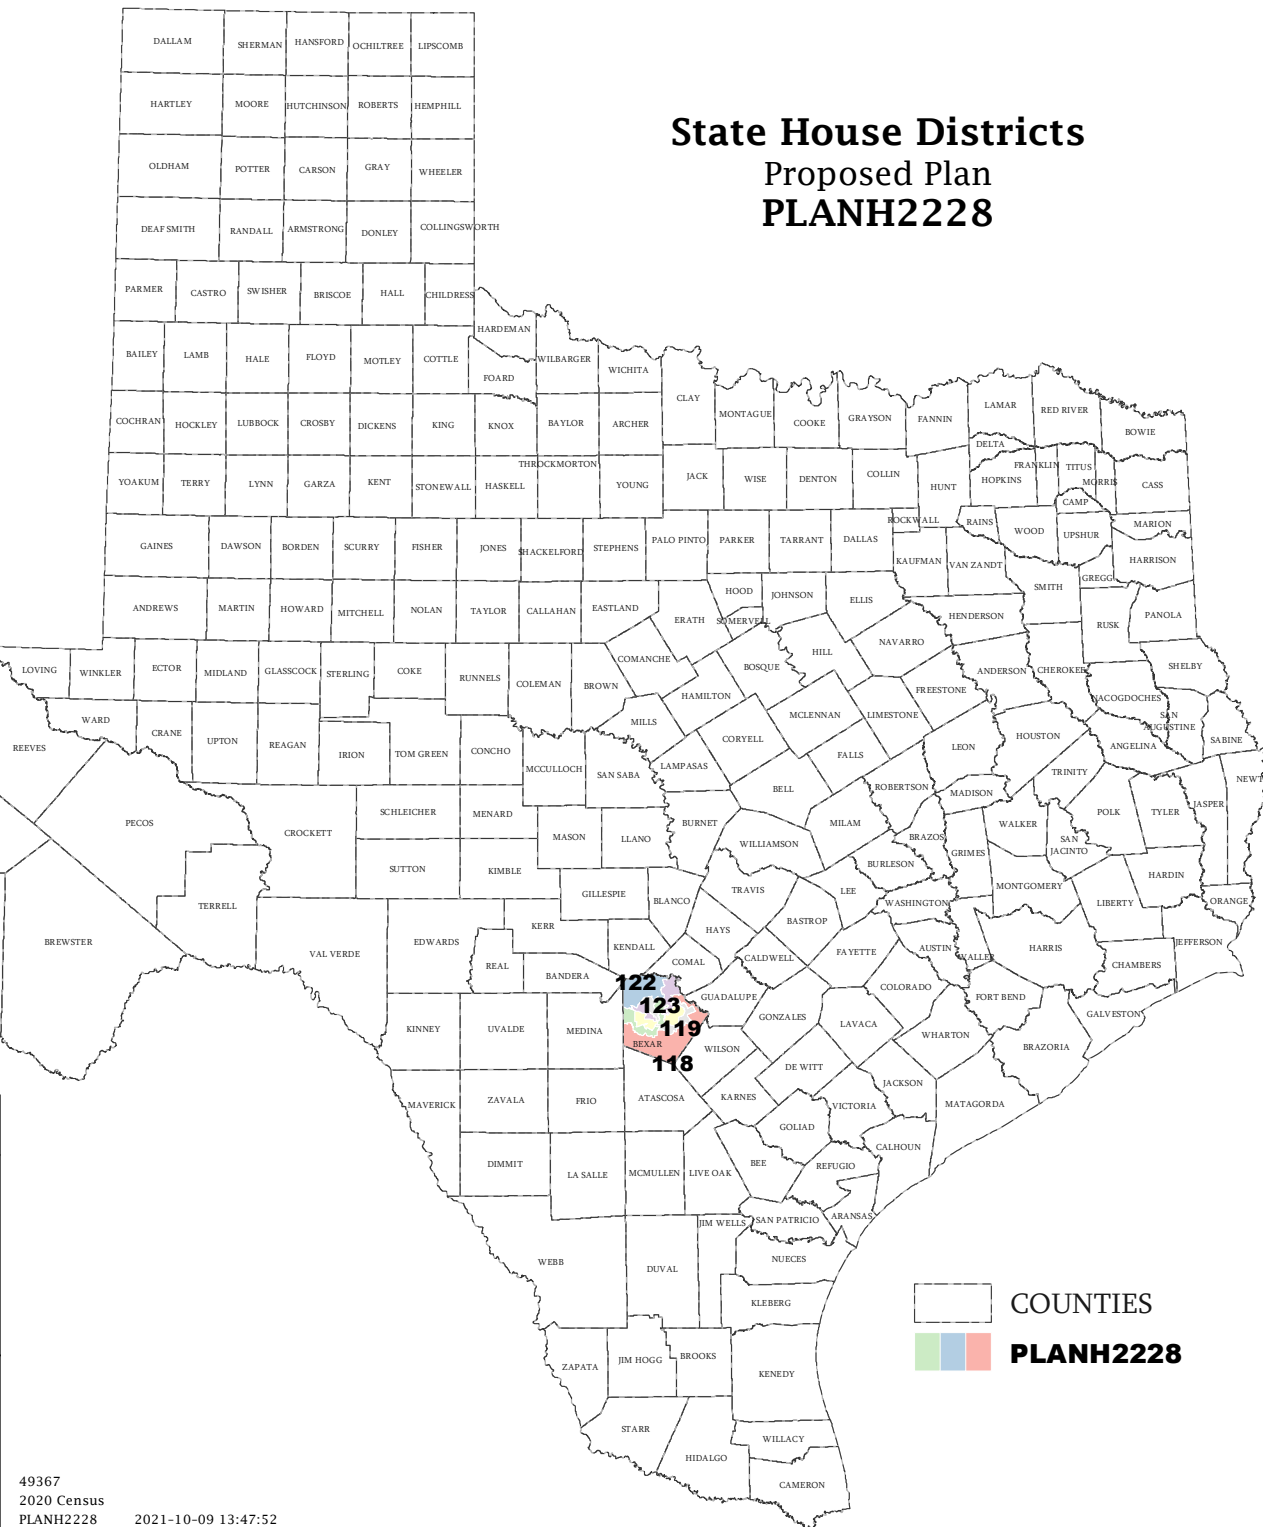 DALLAM
SHERMAN
HANSFORD
OCHILTREE
LIPSCOMB
HARTLEY
MOORE
HUTCHINSON
ROBERTS
HEMPHILL
State House Districts
Proposed Plan
PLANH2228
OLDHAM
POTTER
CARSON
GRAY
WHEELER
DEAF SMITH
RANDALL
ARMSTRONG
DONLEY
COLLINGSWORTH
PARMER
CASTRO
SWISHER
BRISCOE
HALL
CHILDRESS
HARDEMAN
BAILEY
LAMB
HALE
FLOYD
MOTLEY
COTTLE
FOARD
WILBARGER
WICHITA
CLAY
MONTAGUE
COOKE
GRAYSON
FANNIN
LAMAR
RED RIVER
BOWIE
COCHRAN
HOCKLEY
LUBBOCK
CROSBY
DICKENS
KING
KNOX
BAYLOR
ARCHER
DELTA
THROCKMORTON
YOAKUM
TERRY
LYNN
GARZA
KENT
STONEWALL
HASKELL
YOUNG
JACK
WISE
DENTON
COLLIN
HUNT
HOPKINS
FRANKLIN
TITUS
MORRIS
CASS
CAMP
GAINES
DAWSON
BORDEN
SCURRY
FISHER
JONES
SHACKELFORD
STEPHENS
PALO PINTO
PARKER
TARRANT
DALLAS
ROCKWALL
RAINS
WOOD
UPSHUR
MARION
HARRISON
KAUFMAN
VAN ZANDT
SMITH
GREGG
ANDREWS
MARTIN
HOWARD
MITCHELL
NOLAN
TAYLOR
CALLAHAN
EASTLAND
ERATH
HOOD
SOMERVELL
JOHNSON
ELLIS
HENDERSON
RUSK
PANOLA
NAVARRO
LOVING
WINKLER
ECTOR
MIDLAND
GLASSCOCK
STERLING
COKE
RUNNELS
COLEMAN
BROWN
COMANCHE
HAMILTON
BOSQUE
HILL
FREESTONE
ANDERSON
CHEROKEE
NACOGDOCHES
SHELBY
WARD
CRANE
UPTON
REAGAN
IRION
TOM GREEN
CONCHO
MCCULLOCH
SAN SABA
MILLS
LAMPASAS
CORYELL
MCLENNAN
LIMESTONE
FALLS
LEON
HOUSTON
ANGELINA
SAN
AUGUSTINE
SABINE
REEVES
PECOS
CROCKETT
SCHLEICHER
MENARD
MASON
LLANO
BURNET
BELL
MILAM
ROBERTSON
MADISON
TRINITY
WALKER
POLK
TYLER
JASPER
NEWT
SUTTON
KIMBLE
WILLIAMSON
BRAZOS
BURLESON
GRIMES
SAN
JACINTO
HARDIN
TERRELL
GILLESPIE
BLANCO
TRAVIS
LEE
WASHINGTON
MONTGOMERY
LIBERTY
ORANGE
BREWSTER
VAL VERDE
EDWARDS
REAL
KERR
BANDERA
KENDALL
COMAL
HAYS
BASTROP
CALDWELL
FAYETTE
AUSTIN
WALLER
HARRIS
CHAMBERS
JEFFERSON
122
123
119
BEXAR
118
GUADALUPE
GONZALES
LAVACA
COLORADO
FORT BEND
GALVESTON
BRAZORIA
KINNEY
UVALDE
MEDINA
WILSON
DE WITT
WHARTON
JACKSON
MATAGORDA
MAVERICK
ZAVALA
FRIO
ATASCOSA
KARNES
GOLIAD
VICTORIA
CALHOUN
DIMMIT
LA SALLE
MCMULLEN
LIVE OAK
BEE
REFUGIO
ARANSAS
JIM WELLS
SAN PATRICIO
WEBB
DUVAL
NUECES
KLEBERG
ZAPATA
JIM HOGG
BROOKS
KENEDY
STARR
HIDALGO
WILLACY
CAMERON
COUNTIES
PLANH2228
49367
2020 Census
PLANH2228 2021-10-09 13:47:52